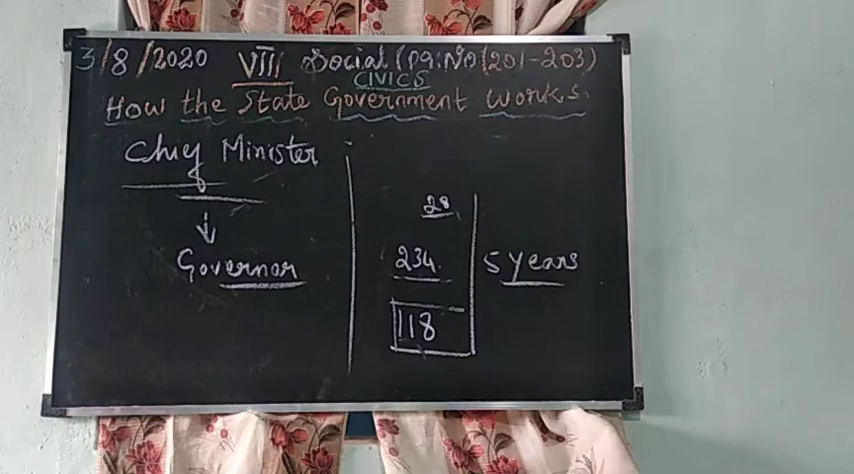 3/8/2020 VIII Social (Pg.No (201-203)
CIVICS
How the State Government works.
Chief Minister
Governor
28
234
5 Years
118